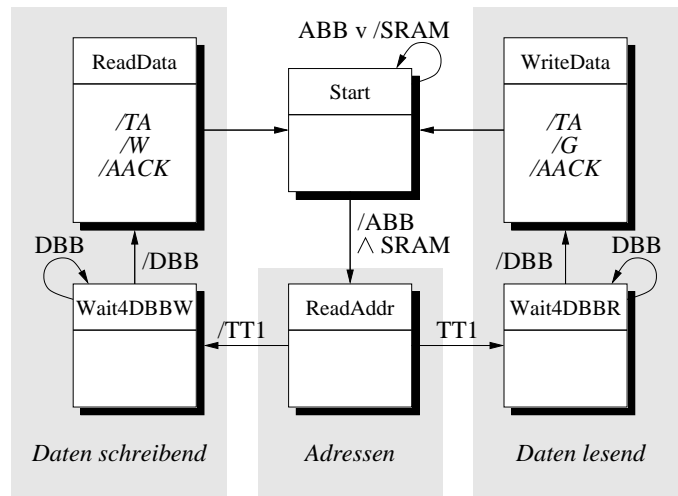 ABB v /SRAM
ReadData
Start
WriteData
/TA
/W
/AACK
/TA
/G
/AACK
DBB
/DBB
/ABB
∧ SRAM
/DBB
DBB
Wait4DBBW
/TT1
ReadAddr
TT1
Wait4DBBR
Daten schreibend
Adressen
Daten lesend